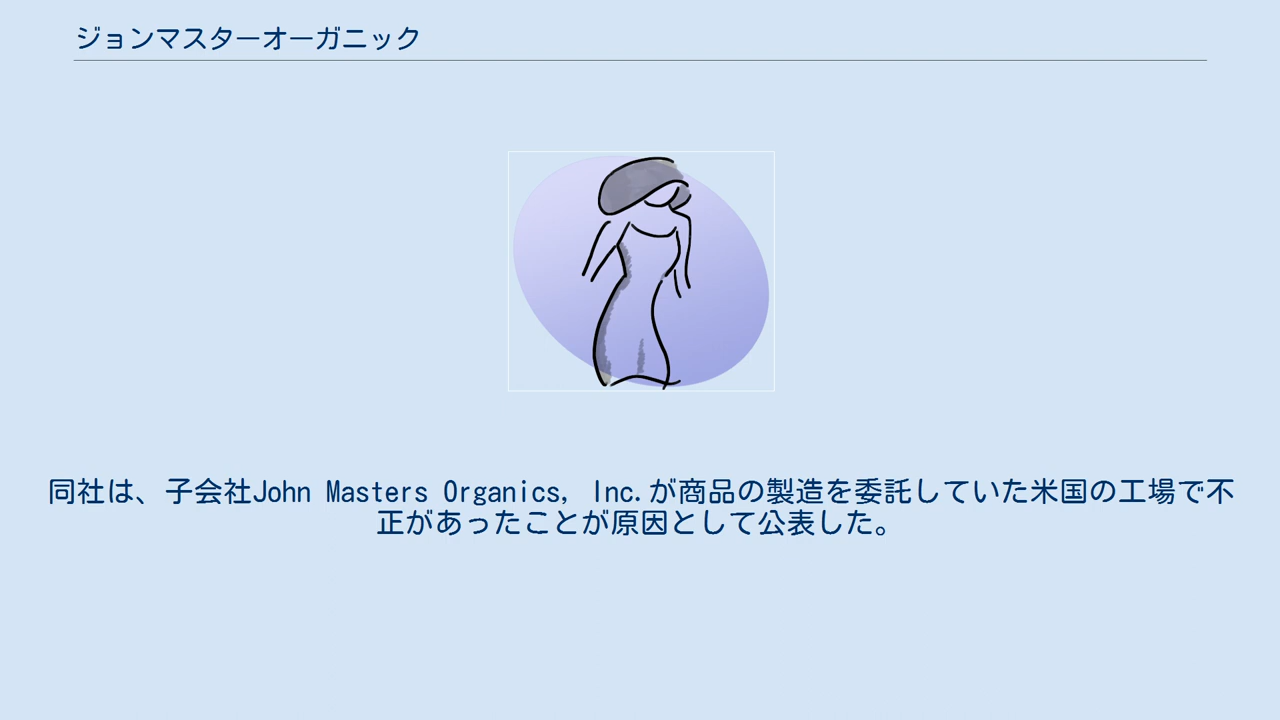 ジョンマスターオーガニック
同社は、子会社John Masters Organics, Inc.が商品の製造を委託していた米国の工場で不
正があったことが原因として公表した。